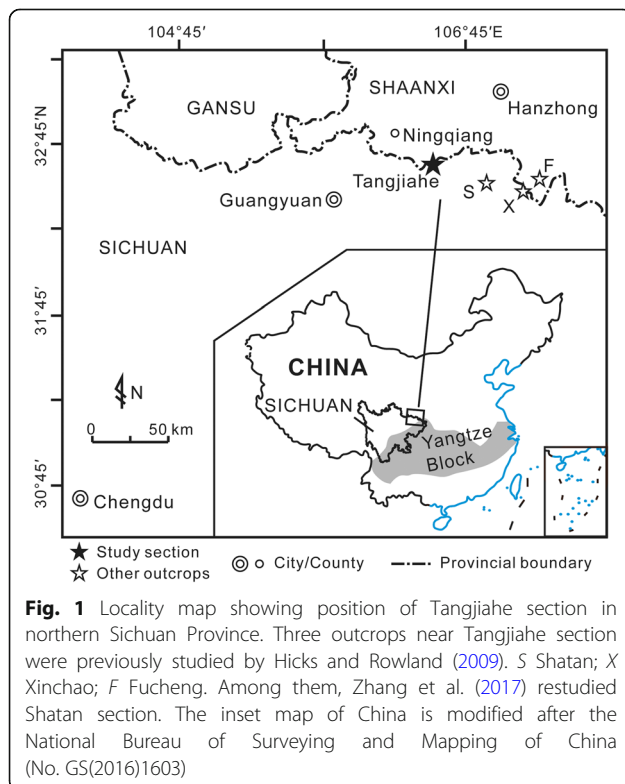 104°45′
106°45′E
SHAANXI
GANSU
Hanzhong
32°45′N
Ningqiang
F
Tangjiahe
S
X
Guangyuan
SICHUAN
31°45′
CHINA
N
SICHUAN
0 50 km
Yangtze
Block
30°45′
Chengdu
Study section
Other outcrops
City/County
Provincial boundary
Fig. 1 Locality map showing position of Tangjiahe section in
northern Sichuan Province. Three outcrops near Tangjiahe section
were previously studied by Hicks and Rowland (2009). S Shatan; X
Xinchao; F Fucheng. Among them, Zhang et al. (2017) restudied
Shatan section. The inset map of China is modified after the
National Bureau of Surveying and Mapping of China
(No. GS(2016)1603)